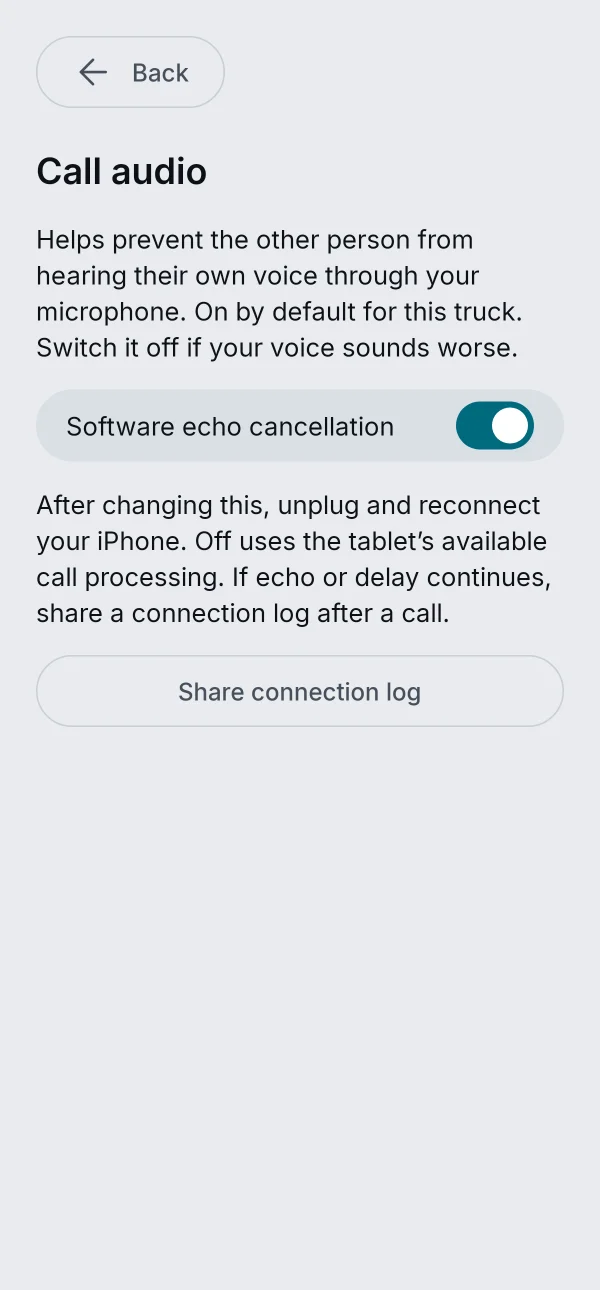 Back
Call audio
Helps prevent the other person from
hearing their own voice through your
microphone. On by default for this truck.
Switch it off if your voice sounds worse.
Software echo cancellation
After changing this, unplug and reconnect
your iPhone. Off uses the tablet’s available
call processing. If echo or delay continues,
share a connection log after a call.
Share connection log